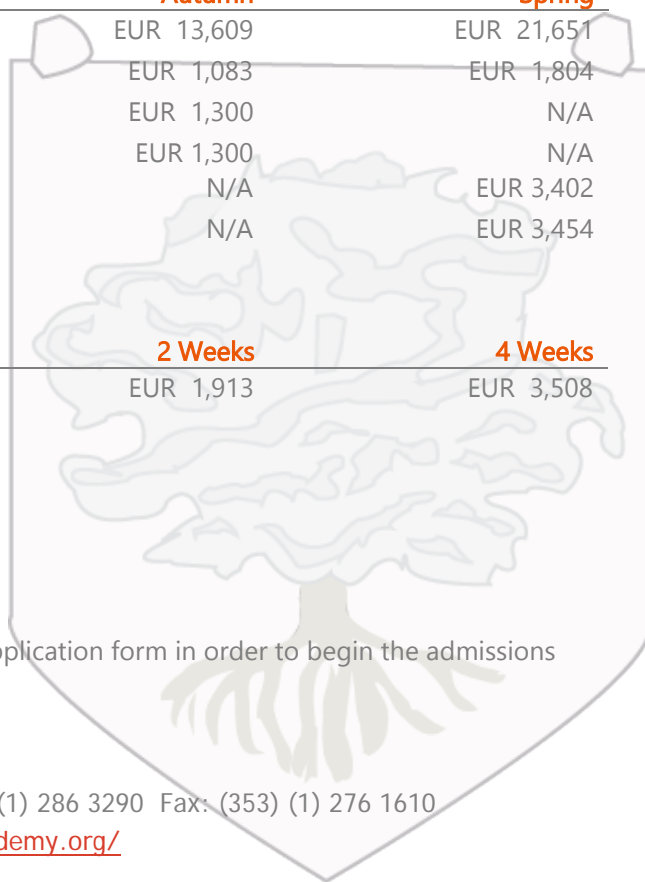 Autumn Spring
EUR 13,609 EUR 21,651
EUR 1,083 EUR 1,804
EUR 1,300 N/A
EUR 1,300 N/A
N/A EUR 3,402
N/A EUR 3,454
2 Weeks 4 Weeks
EUR 1,913 EUR 3,508
plication form in order to begin the admissions
(1) 286 3290 Fax: (353) (1) 276 1610
demy.org/